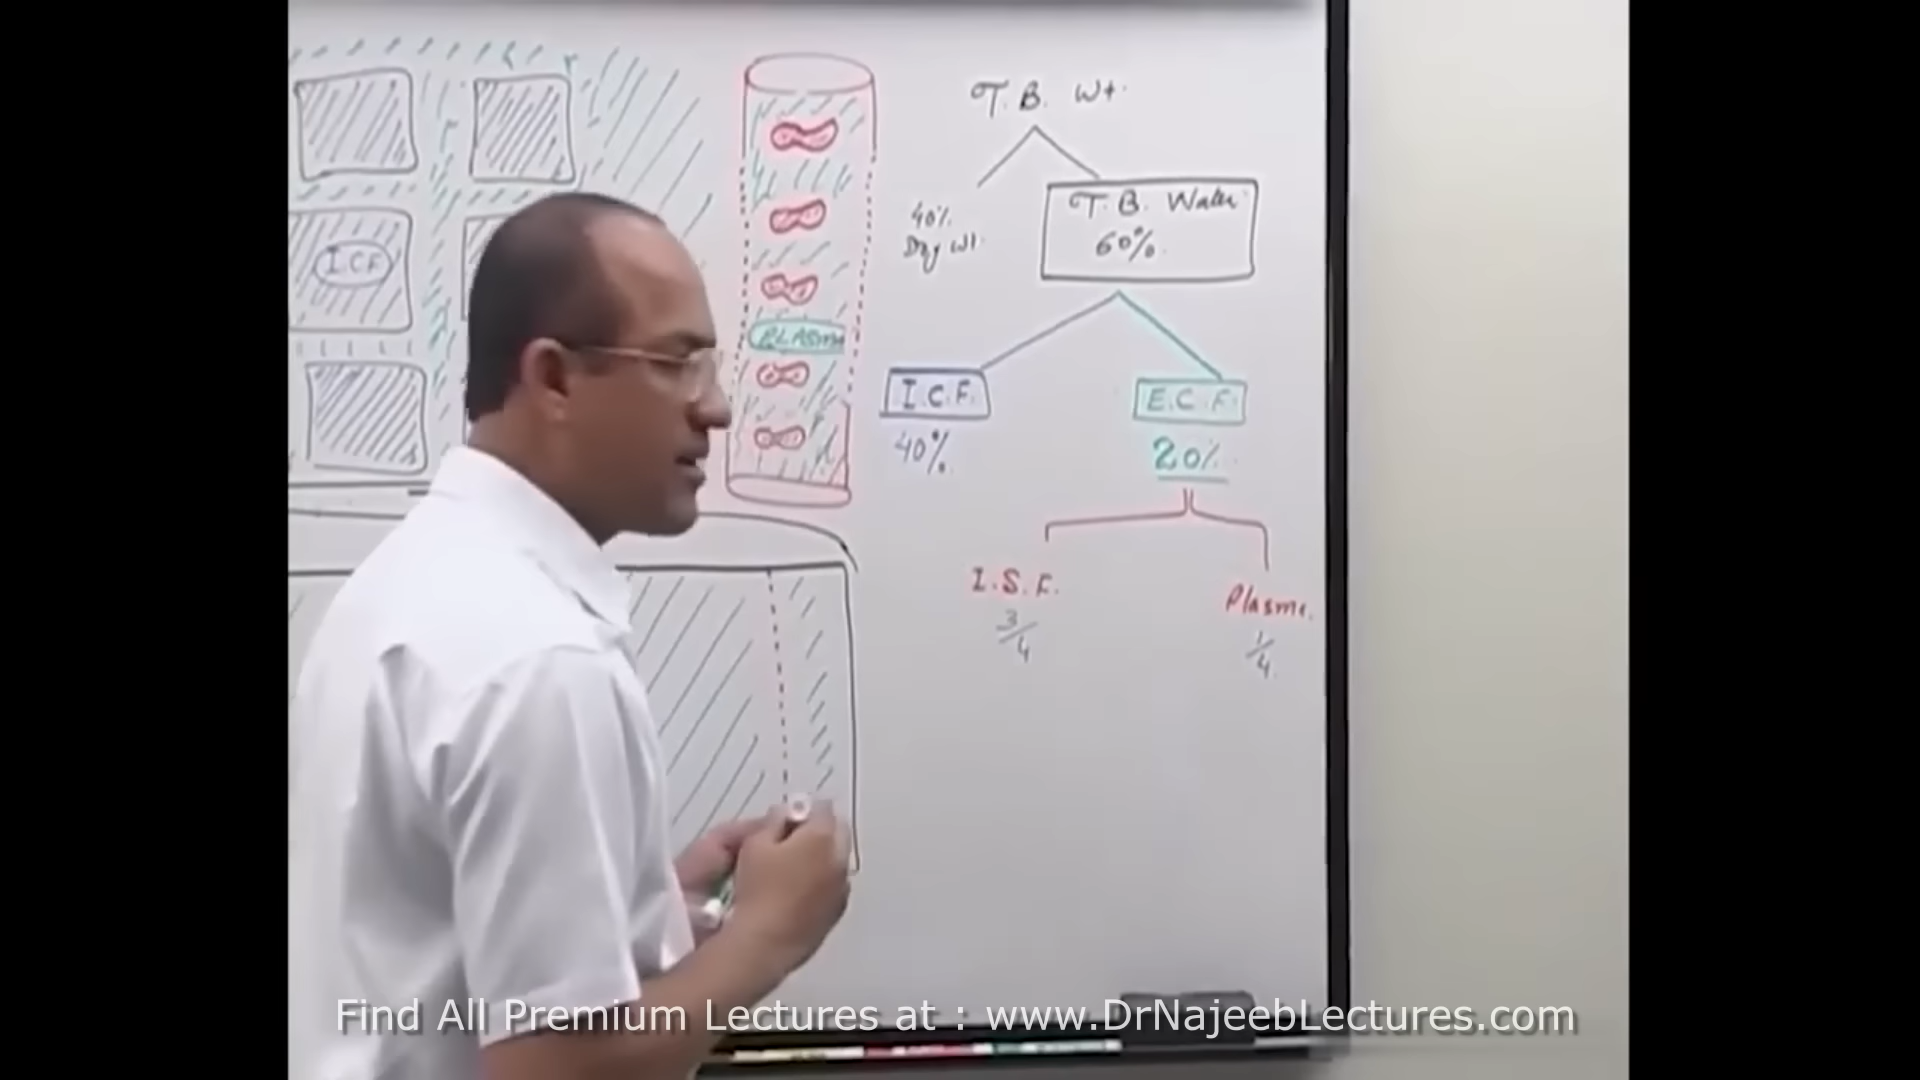 T. B. Wt.
40%
Dry Wt.
T. B. Water
60%
I.C.F
PLASMA
I.C.F.
E.C.F.
40%
20%
I.S.F.
Plasma.
3/4
1/4
Find All Premium Lectures at : www.DrNajeebLectures.com